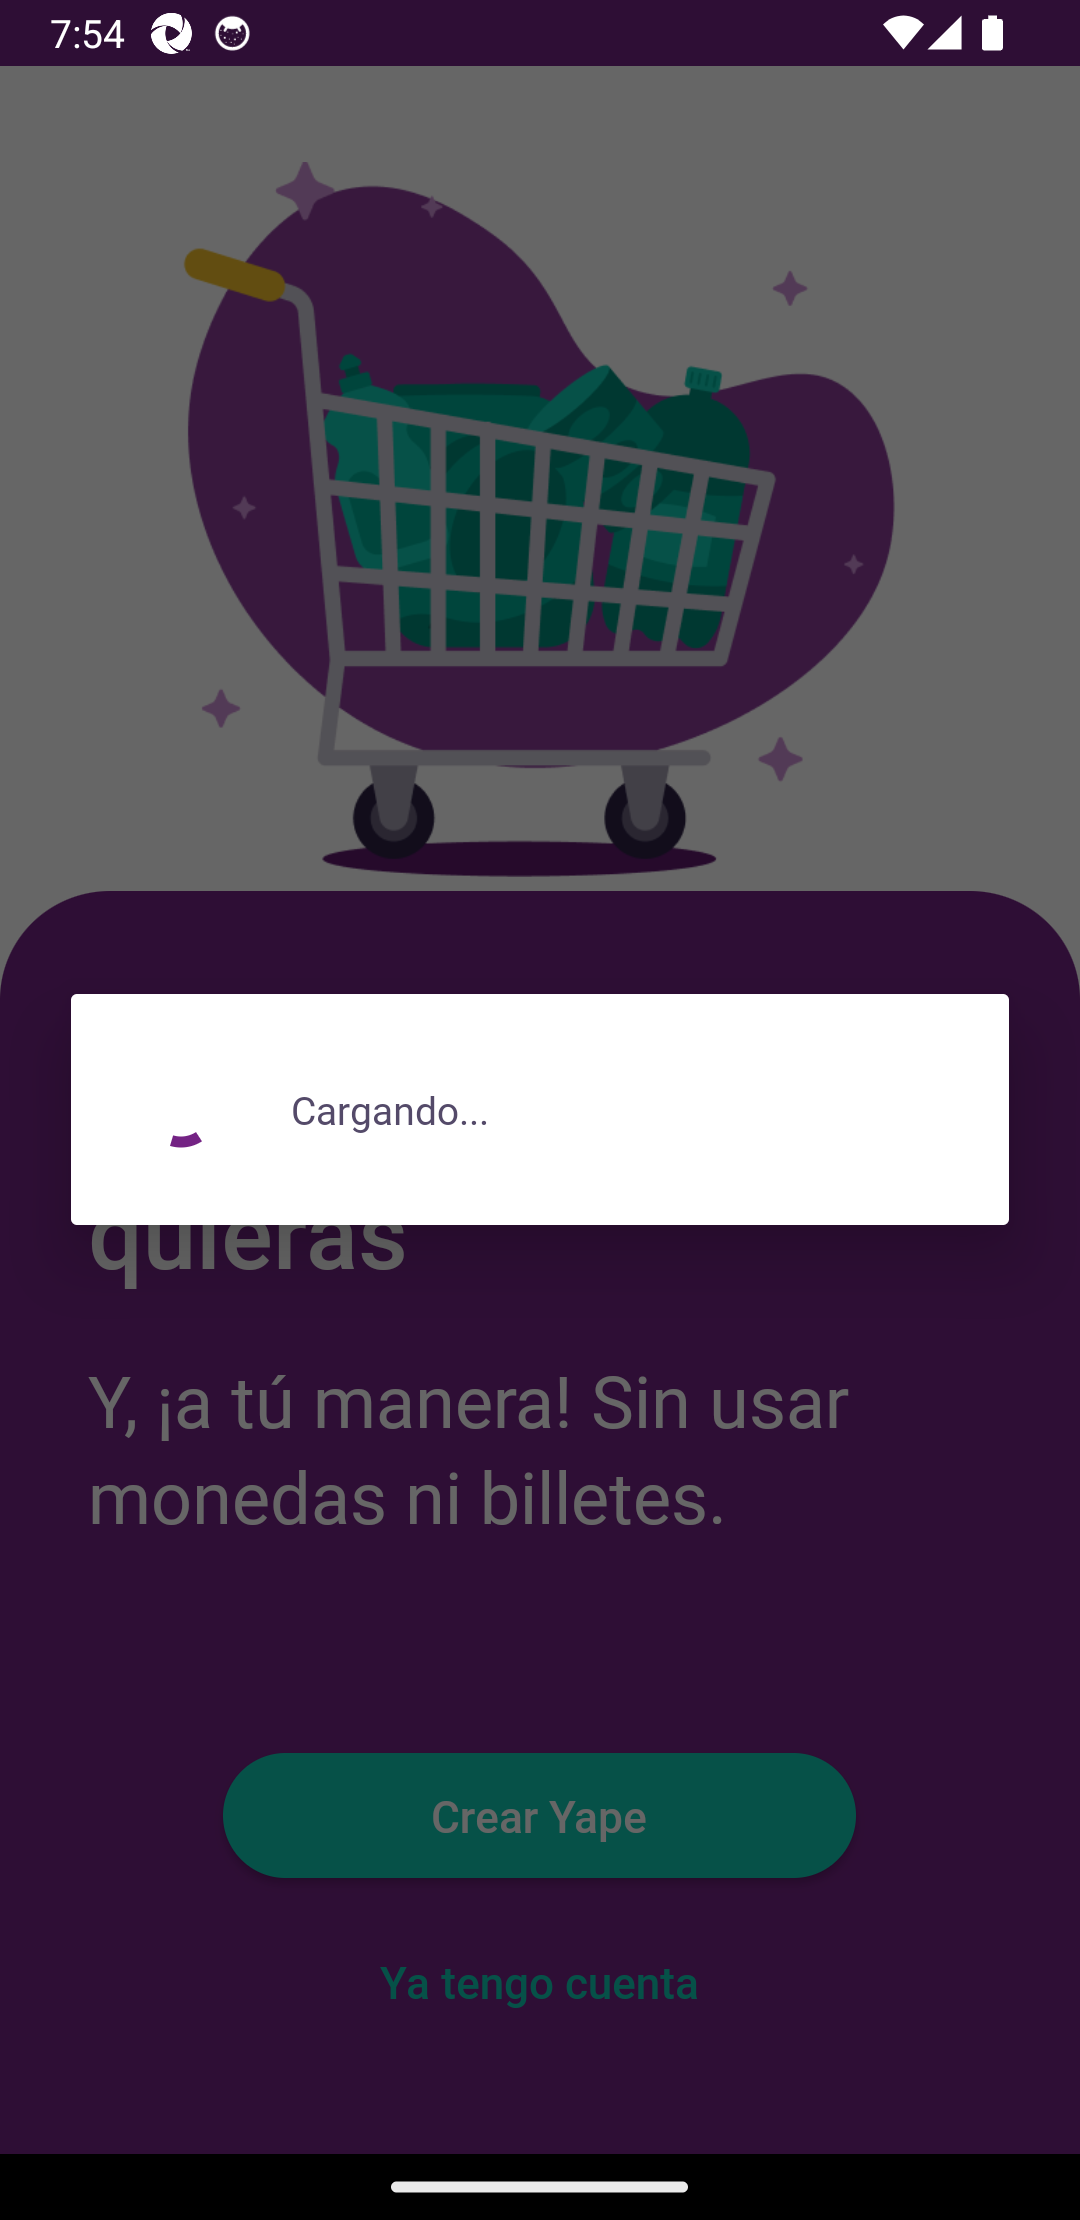 7:54
Cargando...
quieras
Y, ¡a tú manera! Sin usar
monedas ni billetes.
Crear Yape
Ya tengo cuenta